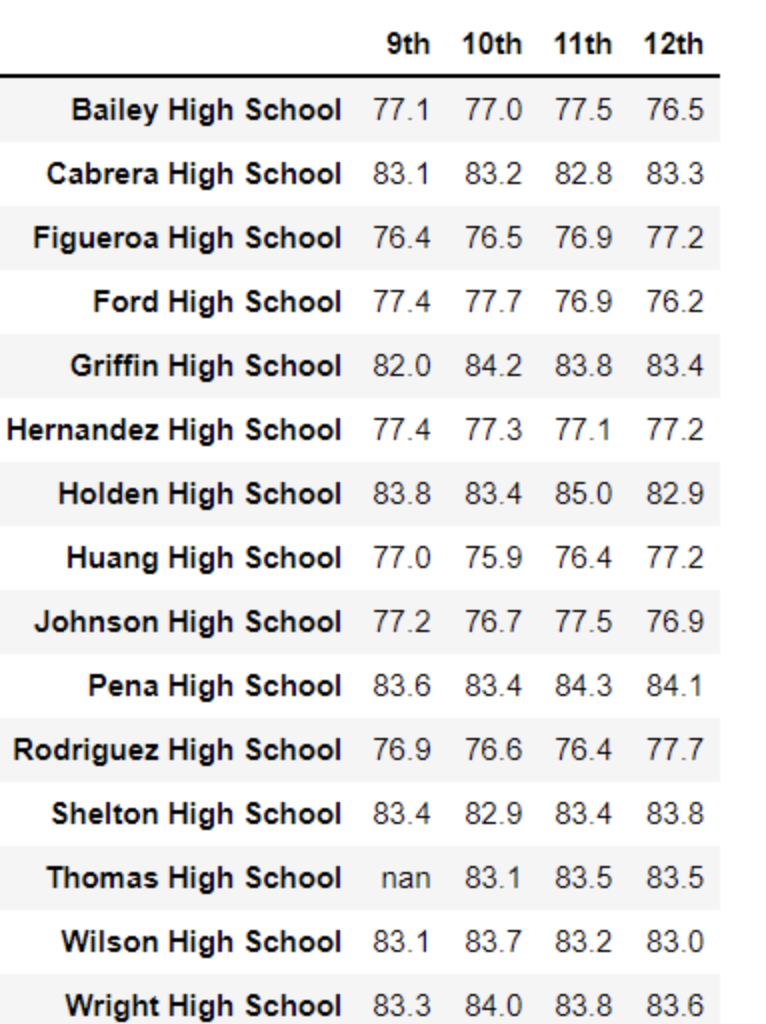 9th 10th 11th 12th
Bailey High School 77.1 77.0 77.5 76.5
Cabrera High School 83.1 83.2 82.8 83.3
Figueroa High School 76.4 76.5 76.9 77.2
Ford High School 77.4 77.7 76.9 76.2
Griffin High School 82.0 84.2 83.8 83.4
Hernandez High School 77.4 77.3 77.1 77.2
Holden High School 83.8 83.4 85.0 82.9
Huang High School 77.0 75.9 76.4 77.2
Johnson High School 77.2 76.7 77.5 76.9
Pena High School 83.6 83.4 84.3 84.1
Rodriguez High School 76.9 76.6 76.4 77.7
Shelton High School 83.4 82.9 83.4 83.8
Thomas High School nan 83.1 83.5 83.5
Wilson High School 83.1 83.7 83.2 83.0
Wright High School 83.3 84.0 83.8 83.6